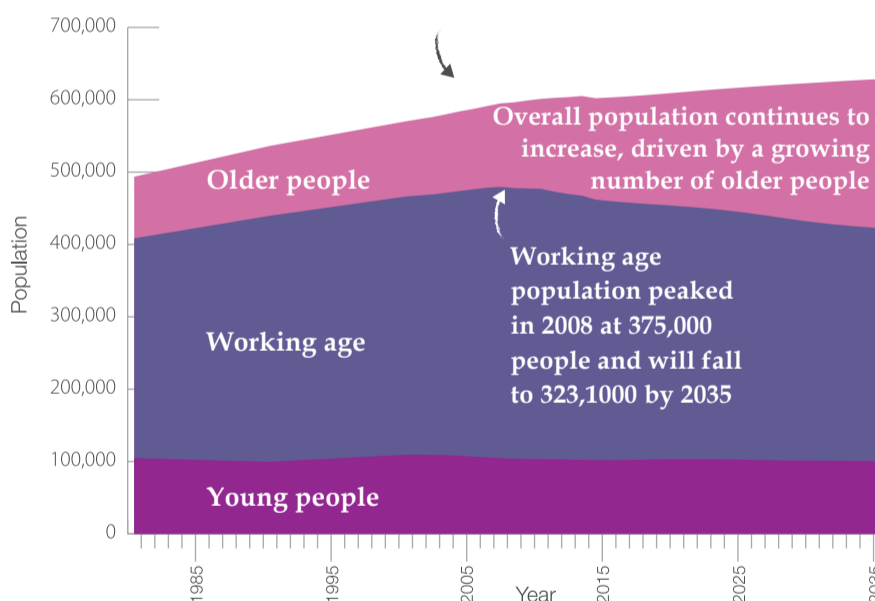 700,000
600,000
500,000
400,000
300,000
200,000
100,000
0
Population
Overall population continues to
increase, driven by a growing
number of older people
Older people
Working age
population peaked
in 2008 at 375,000
people and will fall
to 323,1000 by 2035
Working age
Young people
1985
1995
2005
2015
2025
2035
Year